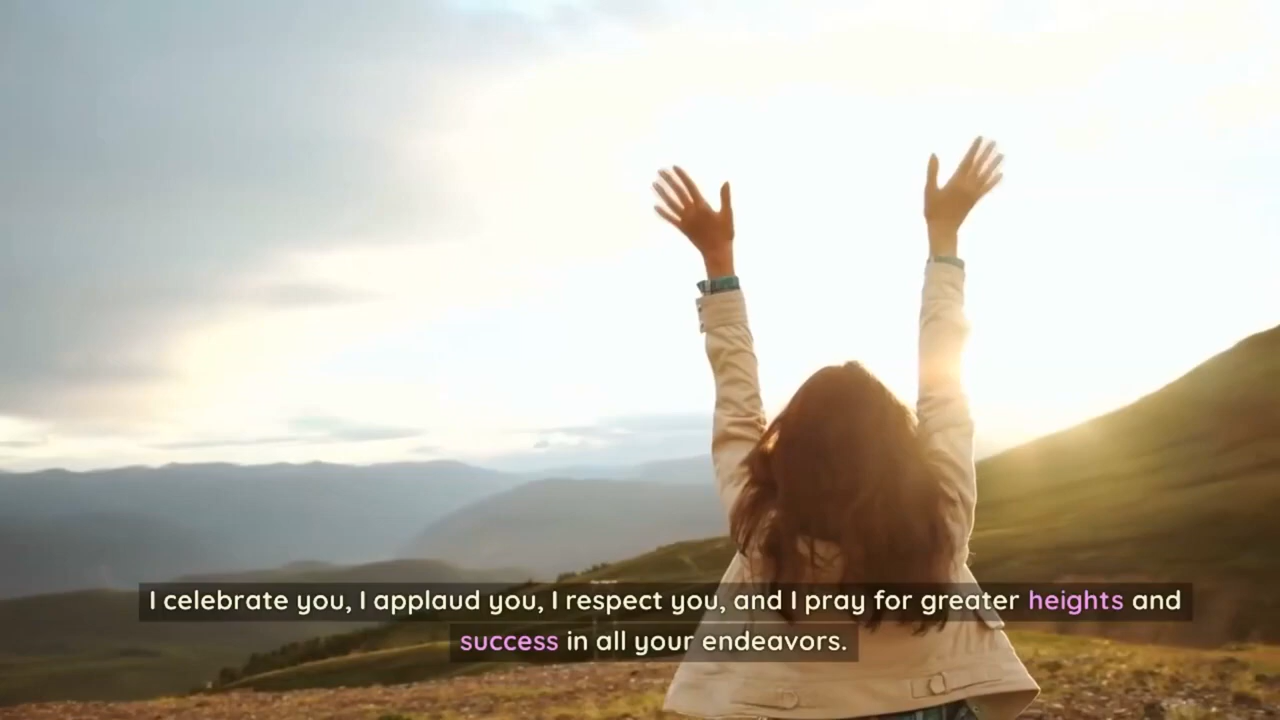 I celebrate you, I applaud you, I respect you, and I pray for greater heights and
success in all your endeavors.